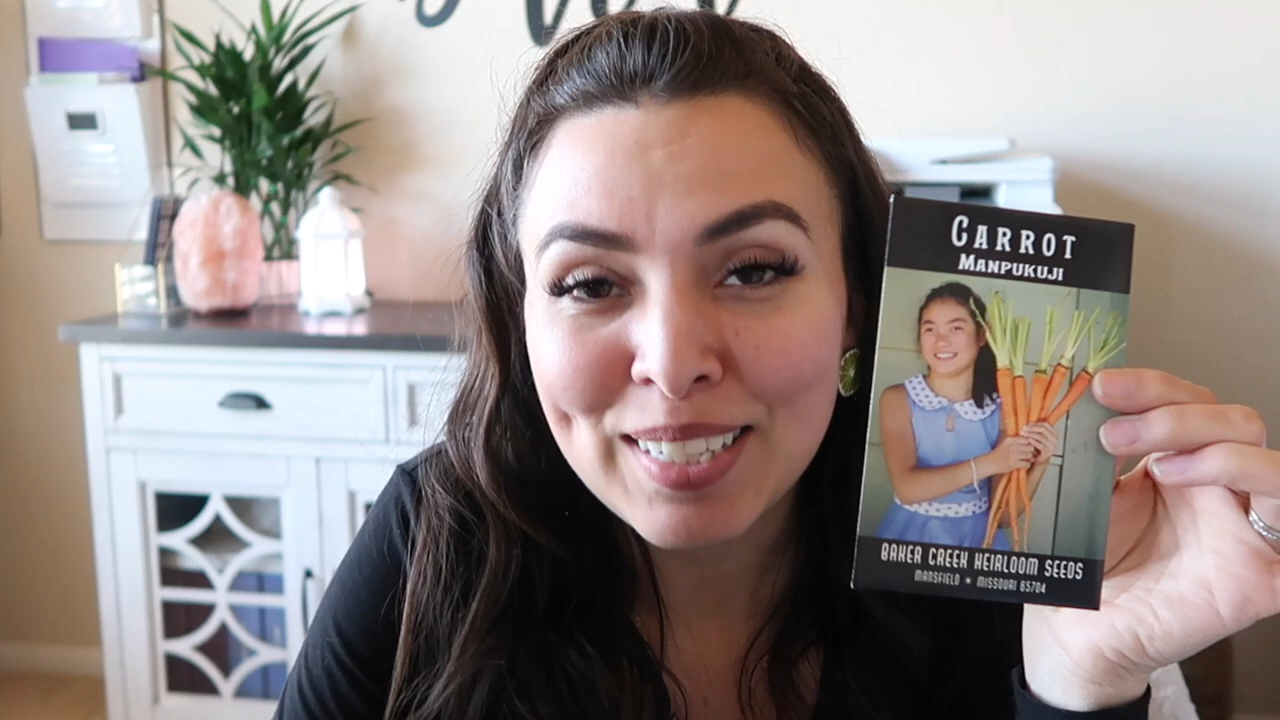 CARROT
MANPUKUJI
BAKER CREEK HEIRLOOM SEEDS
MANSFIELD * MISSOURI 65704